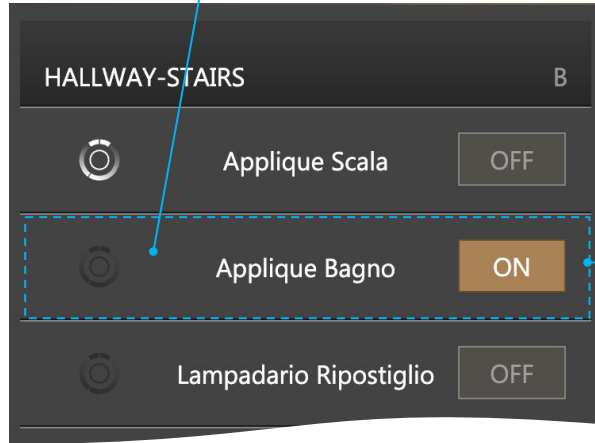 HALLWAY-STAIRS B
Applique Scala OFF
Applique Bagno ON
Lampadario Ripostiglio OFF